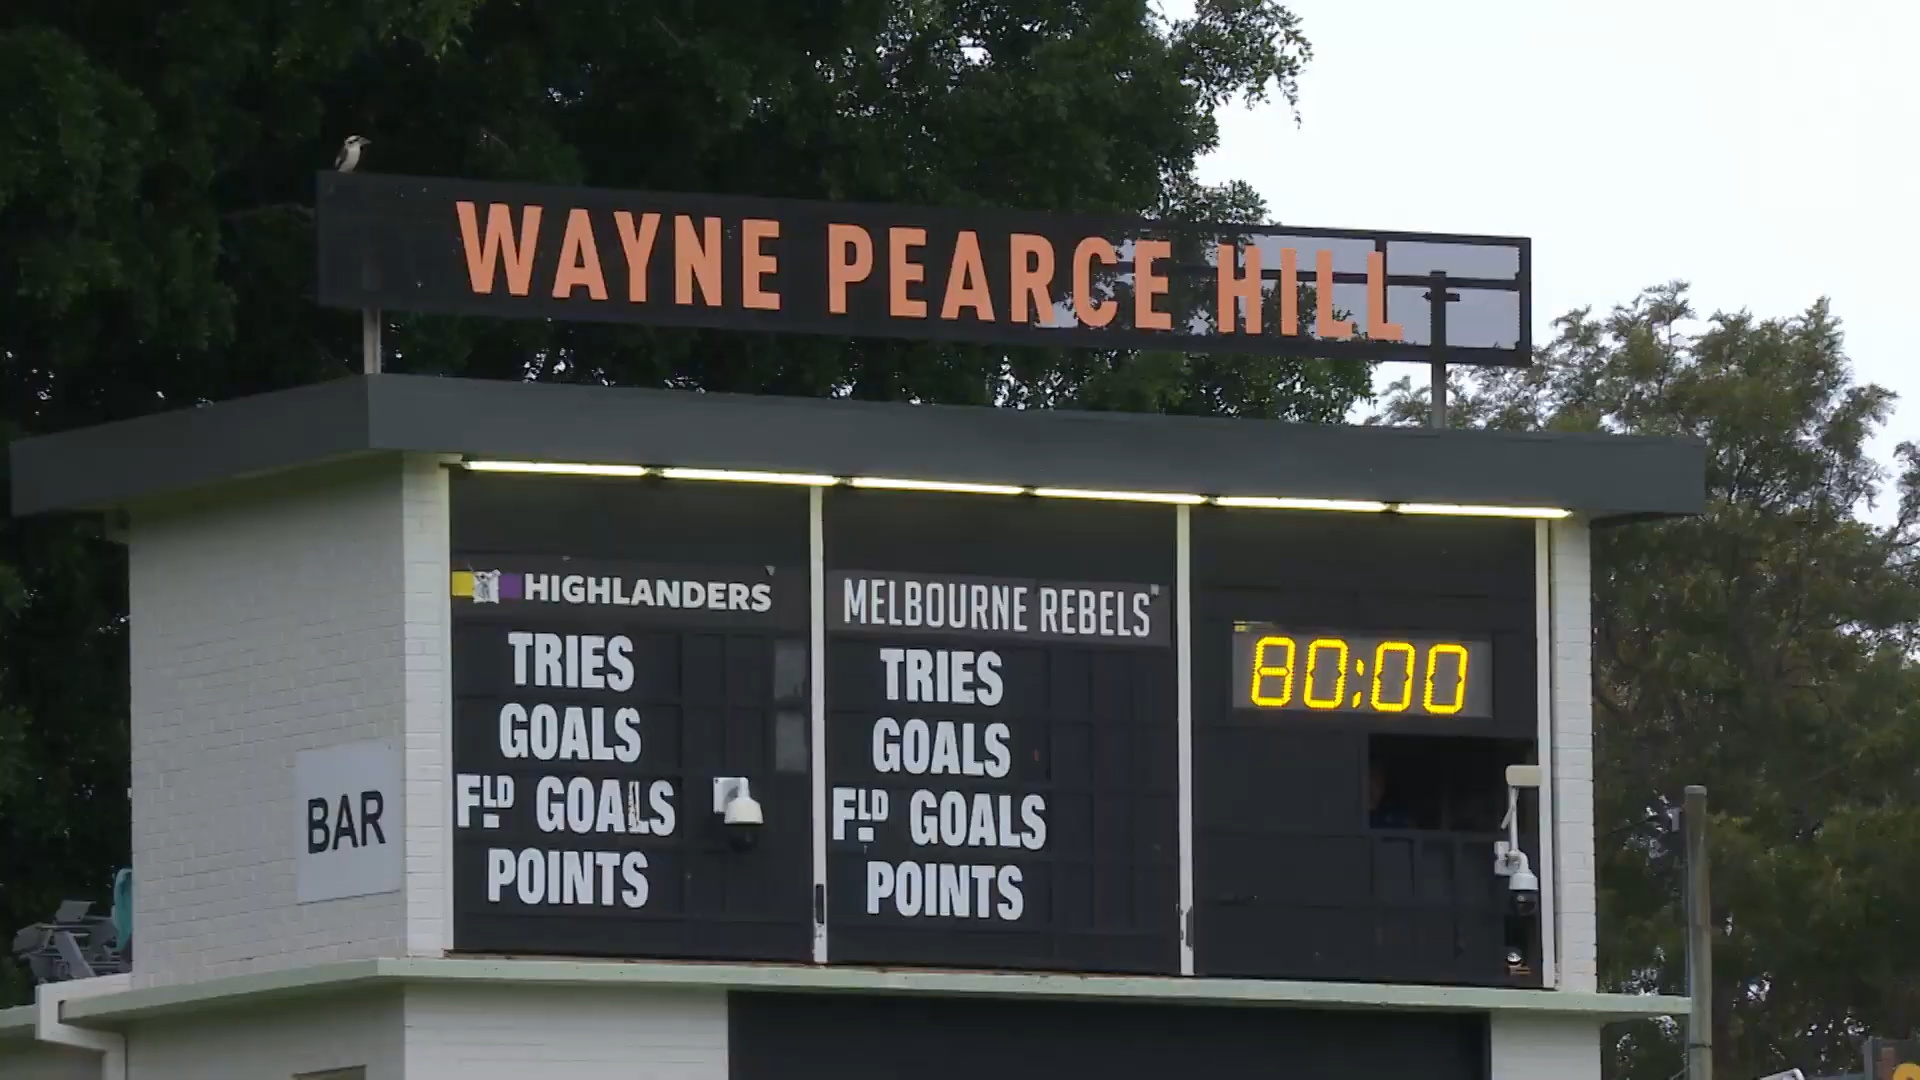 WAYNE PEARCE HILL
HIGHLANDERS
TRIES
GOALS
FLD GOALS
POINTS
MELBOURNE REBELS
TRIES
GOALS
FLD GOALS
POINTS
80:00
BAR